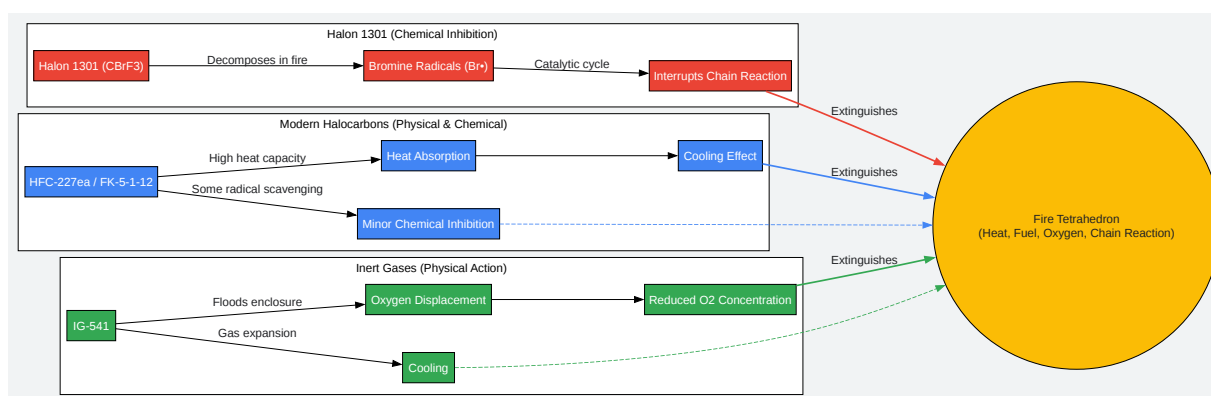 Halon 1301 (Chemical Inhibition)
Halon 1301 (CBrF3)
Decomposes in fire
Bromine Radicals (Br•)
Catalytic cycle
Interrupts Chain Reaction
Extinguishes
Modern Halocarbons (Physical & Chemical)
HFC-227ea / FK-5-1-12
High heat capacity
Heat Absorption
Cooling Effect
Extinguishes
Some radical scavenging
Minor Chemical Inhibition
Fire Tetrahedron
(Heat, Fuel, Oxygen, Chain Reaction)
Inert Gases (Physical Action)
IG-541
Floods enclosure
Oxygen Displacement
Reduced O2 Concentration
Extinguishes
Gas expansion
Cooling